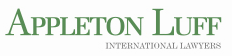 APPLETON LUFF
INTERNATIONAL LAWYERS